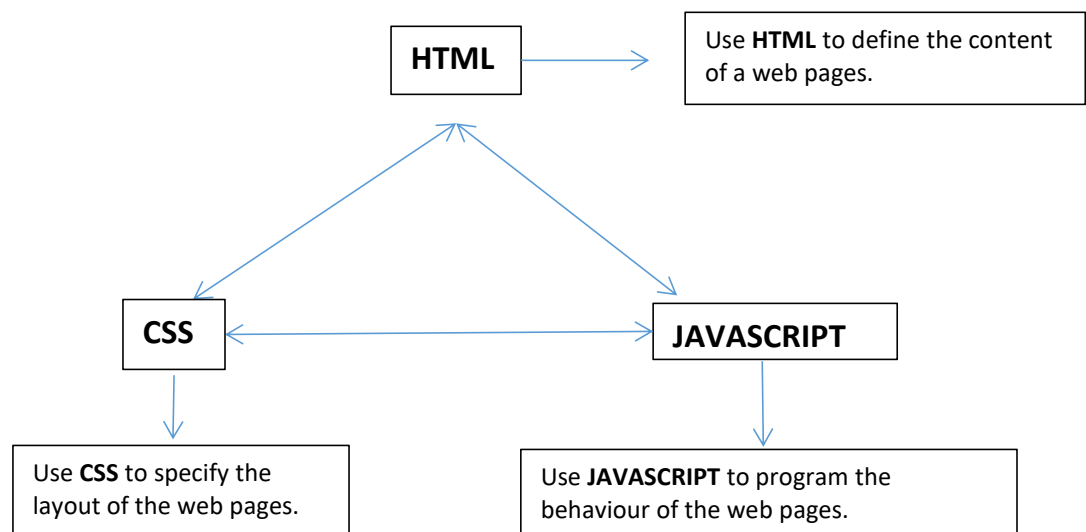 HTML
Use HTML to define the content
of a web pages.
CSS
JAVASCRIPT
Use CSS to specify the
layout of the web pages.
Use JAVASCRIPT to program the
behaviour of the web pages.